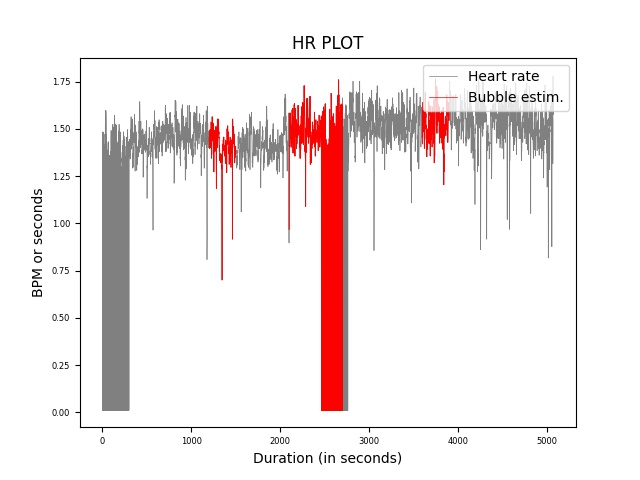 HR PLOT
Heart rate
Bubble estim.
BPM or seconds
1.75
1.50
1.25
1.00
0.75
0.50
0.25
0.00
0
1000
2000
3000
4000
5000
Duration (in seconds)